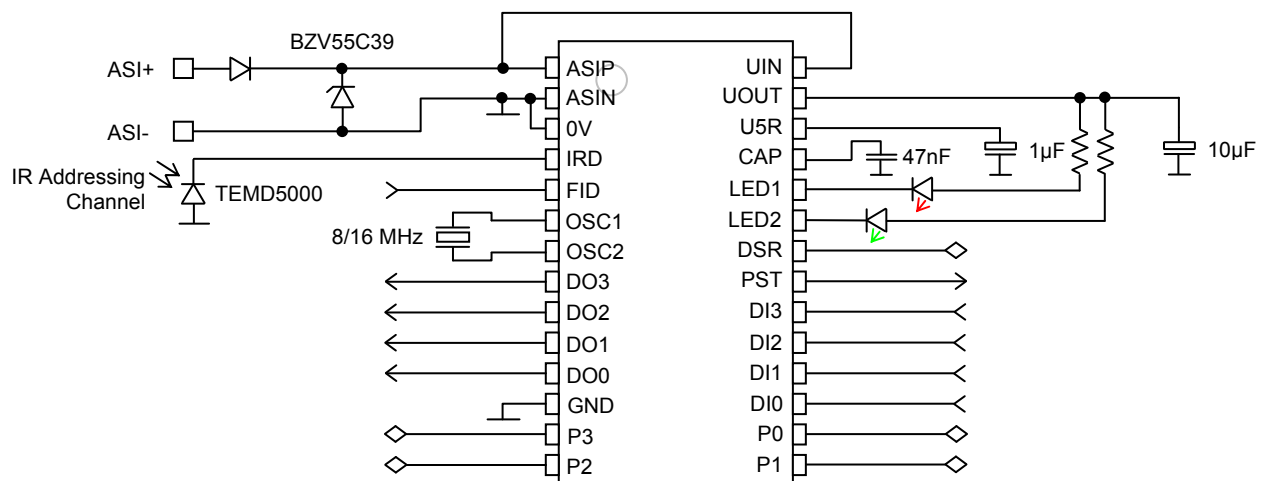 BZV55C39
ASI+
ASI-
IR Addressing
Channel
TEMD5000
8/16 MHz
ASIP
ASIN
0V
IRD
FID
OSC1
OSC2
DO3
DO2
DO1
DO0
GND
P3
P2
UIN
UOUT
U5R
CAP
LED1
LED2
DSR
PST
DI3
DI2
DI1
DI0
P0
P1
47nF
1µF
10µF